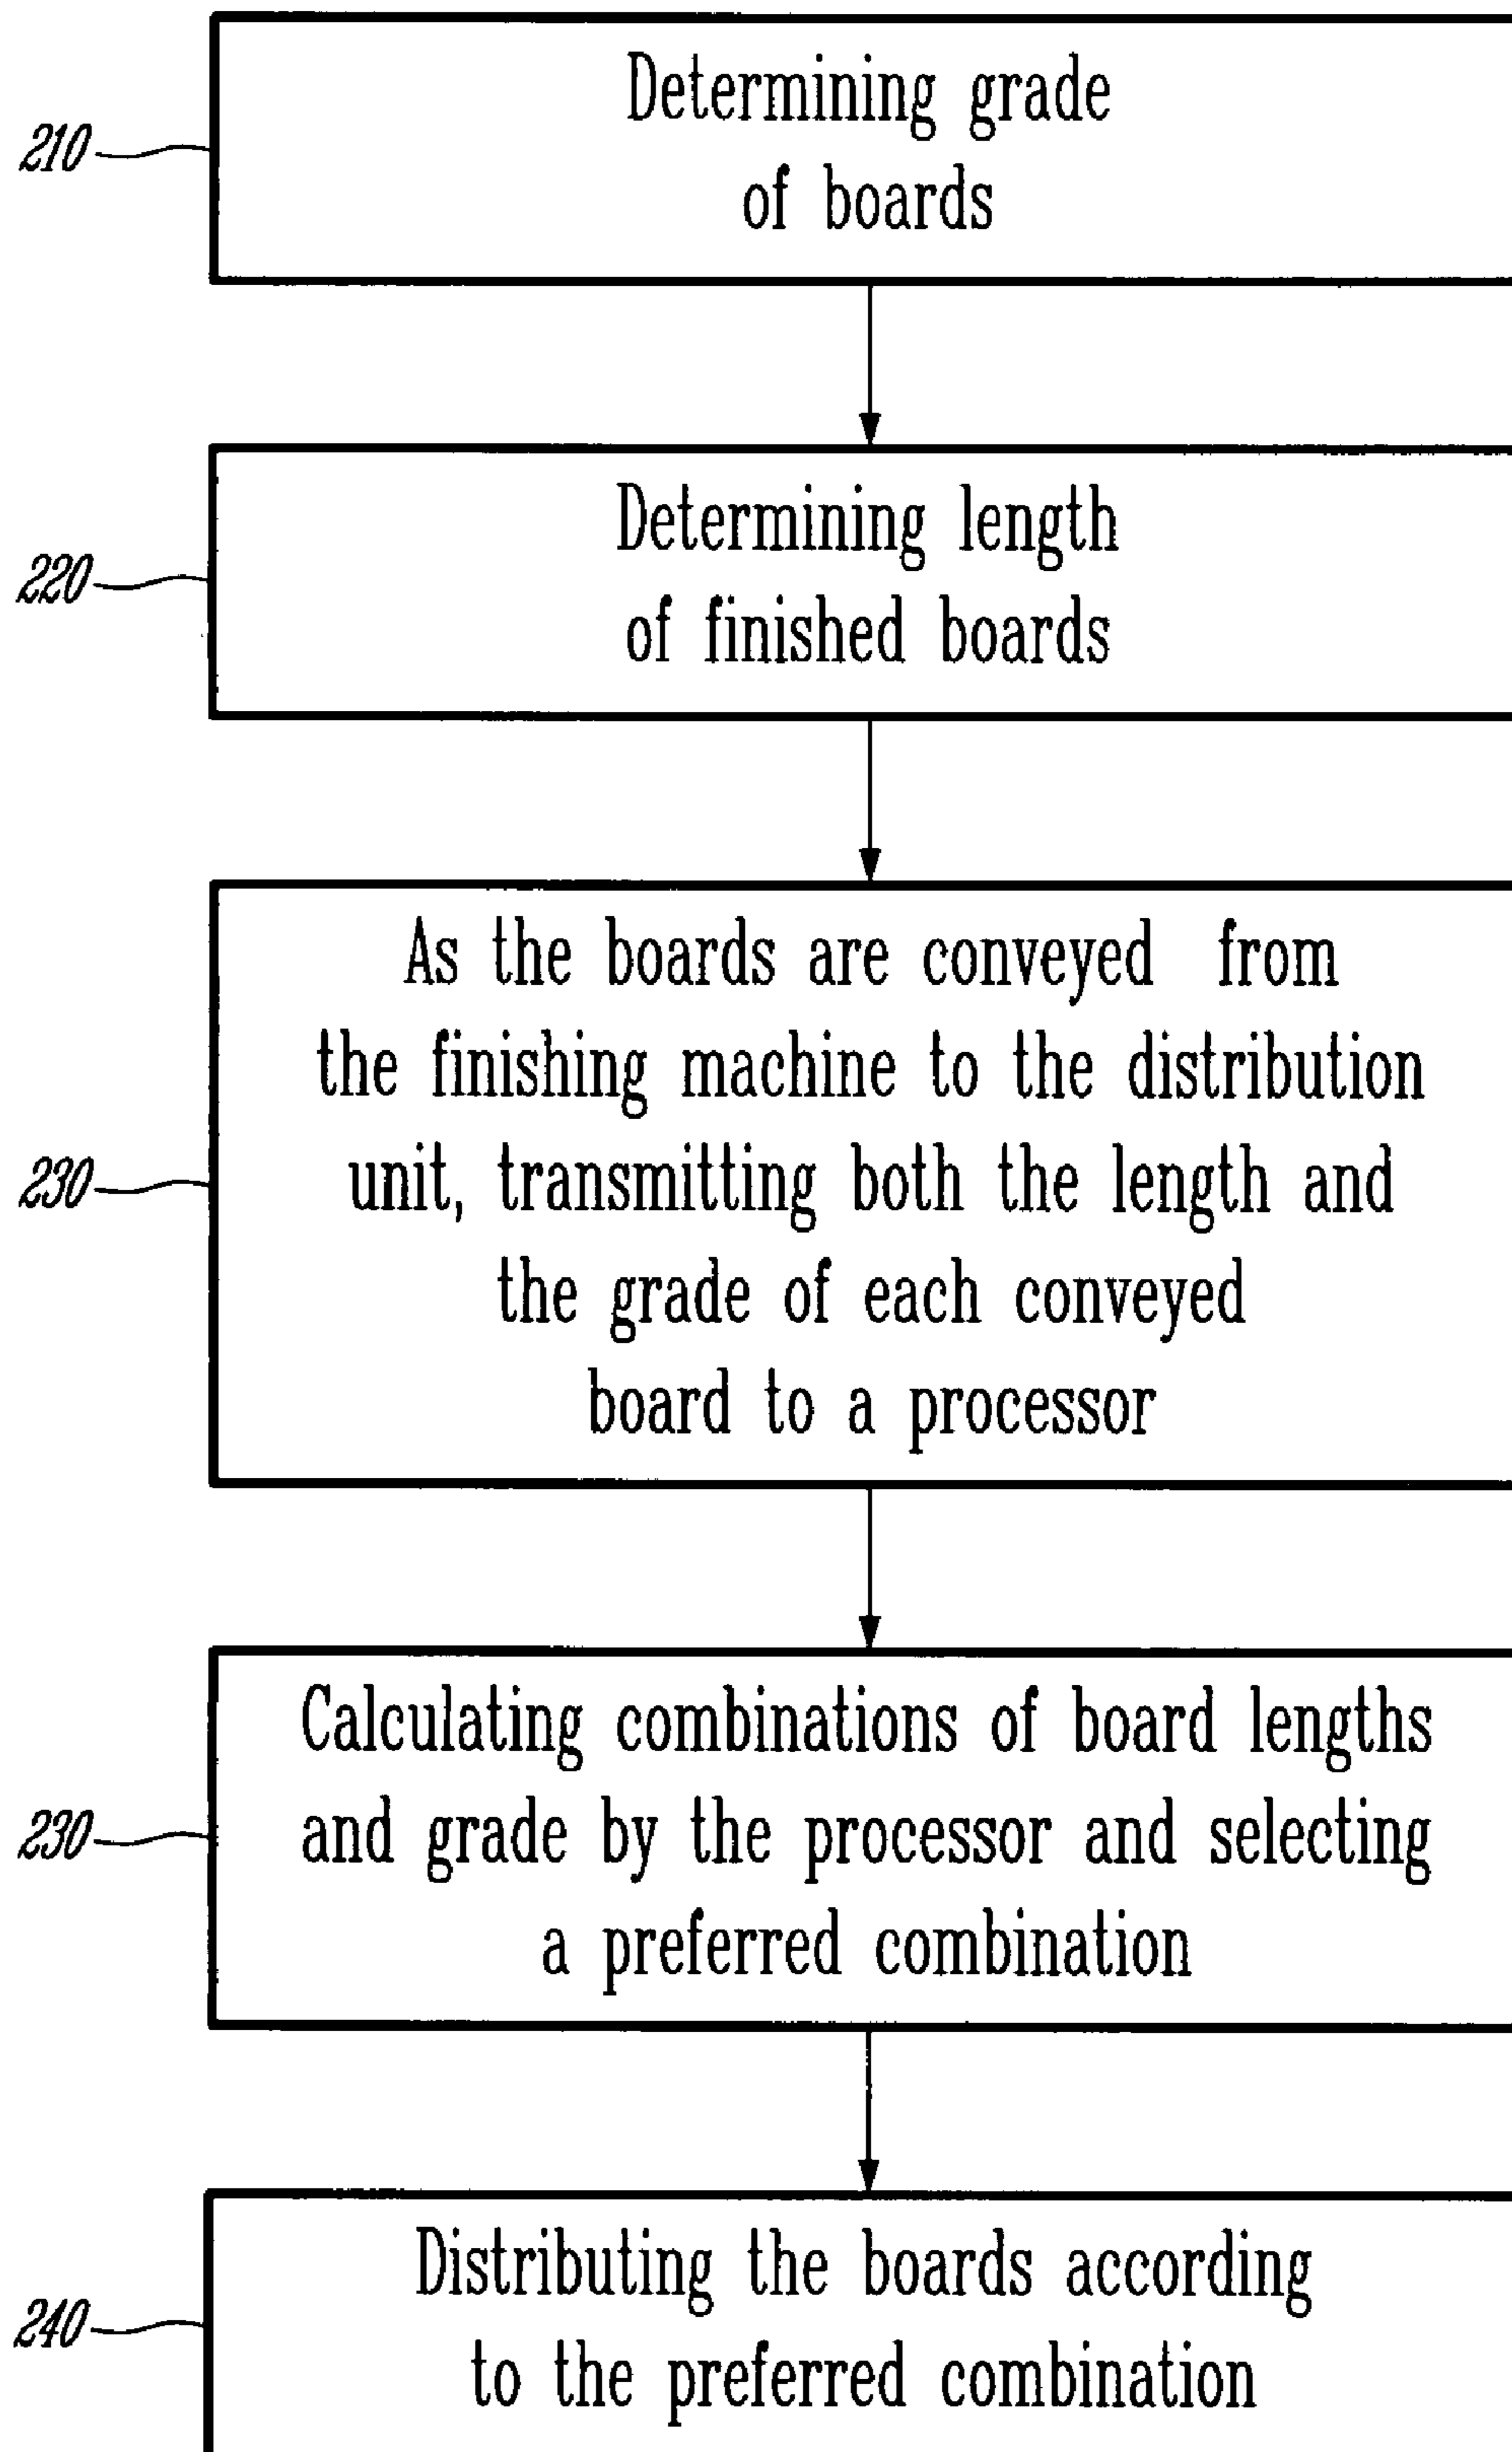 Determining grade
of boards
210
Determining length
of finished boards
220
As the boards are conveyed from
the finishing machine to the distribution
unit, transmitting both the length and
the grade of each conveyed
board to a processor
230
Calculating combinations of board lengths
and grade by the processor and selecting
a preferred combination
230
Distributing the boards according
to the preferred combination
240